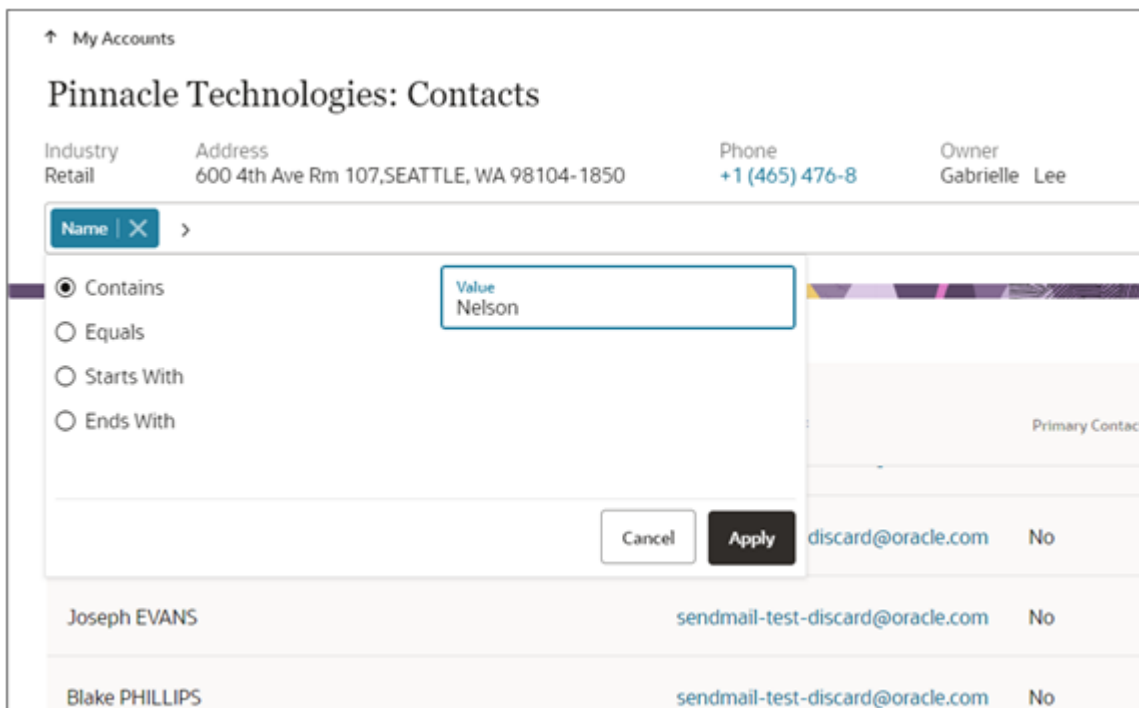 ↑ My Accounts
Pinnacle Technologies: Contacts
Industry Address Phone Owner
Retail 600 4th Ave Rm 107,SEATTLE, WA 98104-1850 +1 (465) 476-8 Gabrielle Lee
Name
Contains
Value
Nelson
Equals
Starts With
Ends With
Primary Contac
Cancel Apply
discard@oracle.com No
Joseph EVANS sendmail-test-discard@oracle.com No
Blake PHILLIPS sendmail-test-discard@oracle.com No